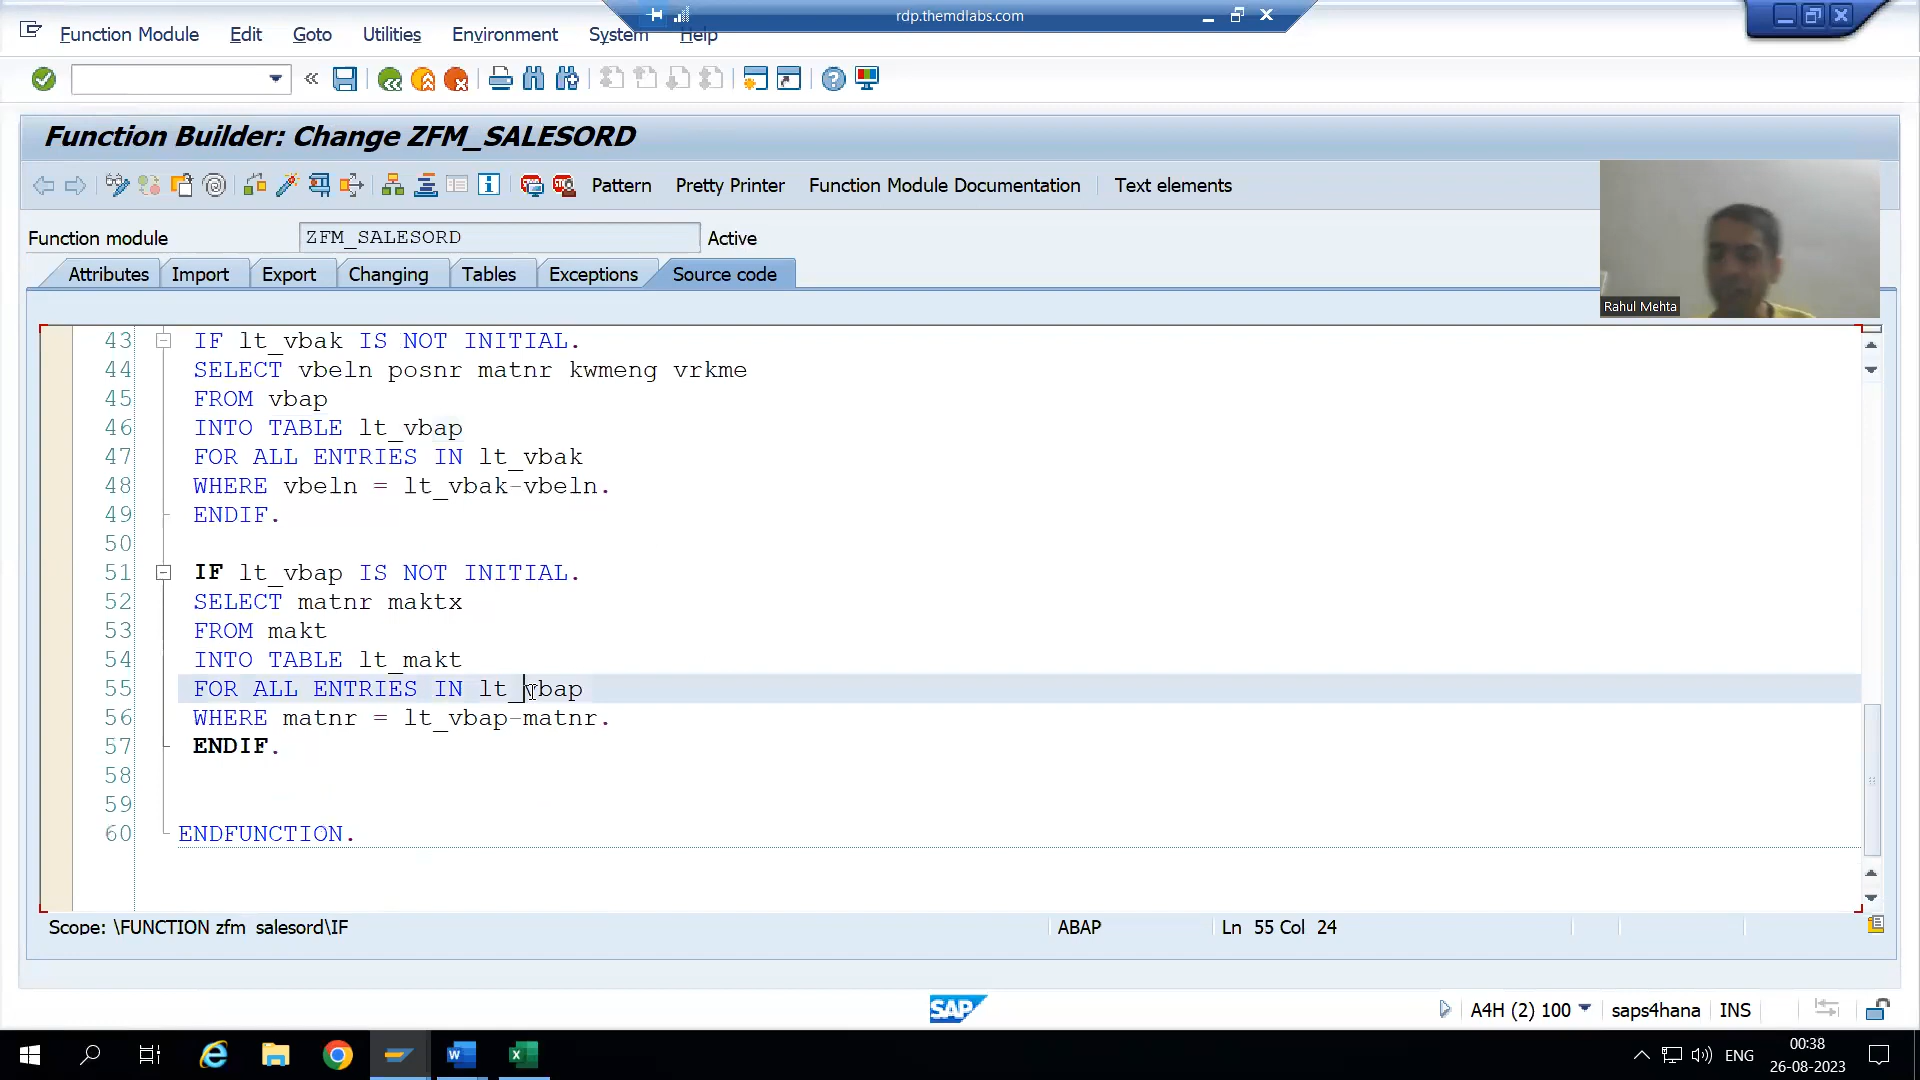 rdp.themdlabs.com
Function Module Edit Goto Utilities Environment System Help
Function Builder: Change ZFM_SALESORD
Pattern Pretty Printer Function Module Documentation Text elements
Function module ZFM_SALESORD Active
Attributes Import Export Changing Tables Exceptions Source code
Rahul Mehta
43 IF lt_vbak IS NOT INITIAL.
44 SELECT vbeln posnr matnr kwmeng vrkme
45 FROM vbap
46 INTO TABLE lt_vbap
47 FOR ALL ENTRIES IN lt_vbak
48 WHERE vbeln = lt_vbak-vbeln.
49 ENDIF.
50
51 IF lt_vbap IS NOT INITIAL.
52 SELECT matnr maktx
53 FROM makt
54 INTO TABLE lt_makt
55 FOR ALL ENTRIES IN lt_vbap
56 WHERE matnr = lt_vbap-matnr.
57 ENDIF.
58
59
60 ENDFUNCTION.
Scope: \FUNCTION zfm_salesord\IF ABAP Ln 55 Col 24
SAP A4H (2) 100 saps4hana INS
ENG 00:38
26-08-2023